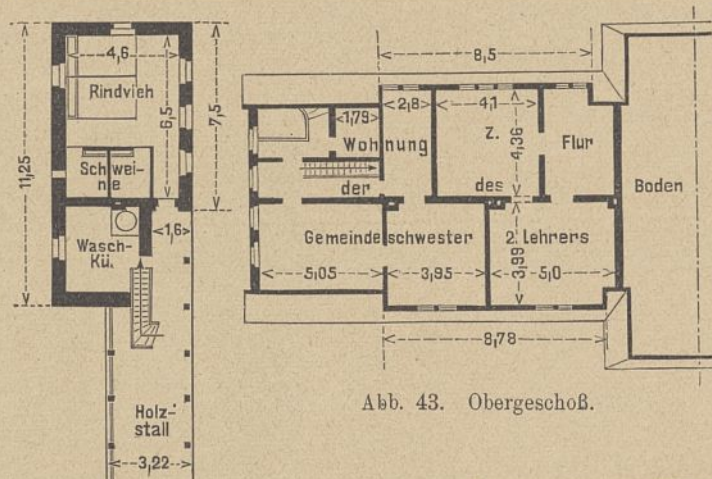 4,6
Rindvieh
6,5
7,5
11,25
Schwei-
ne
Wasch-
Kü.
1,6
Holz-
stall
3,22
8,5
1,79
2,8
4,1
Wohnung
Z.
4,36
Flur
der
des
Boden
Gemeindeschwester
2. Lehrers
5,05
3,95
3,99
5,0
8,78
Abb. 43. Obergeschoß.